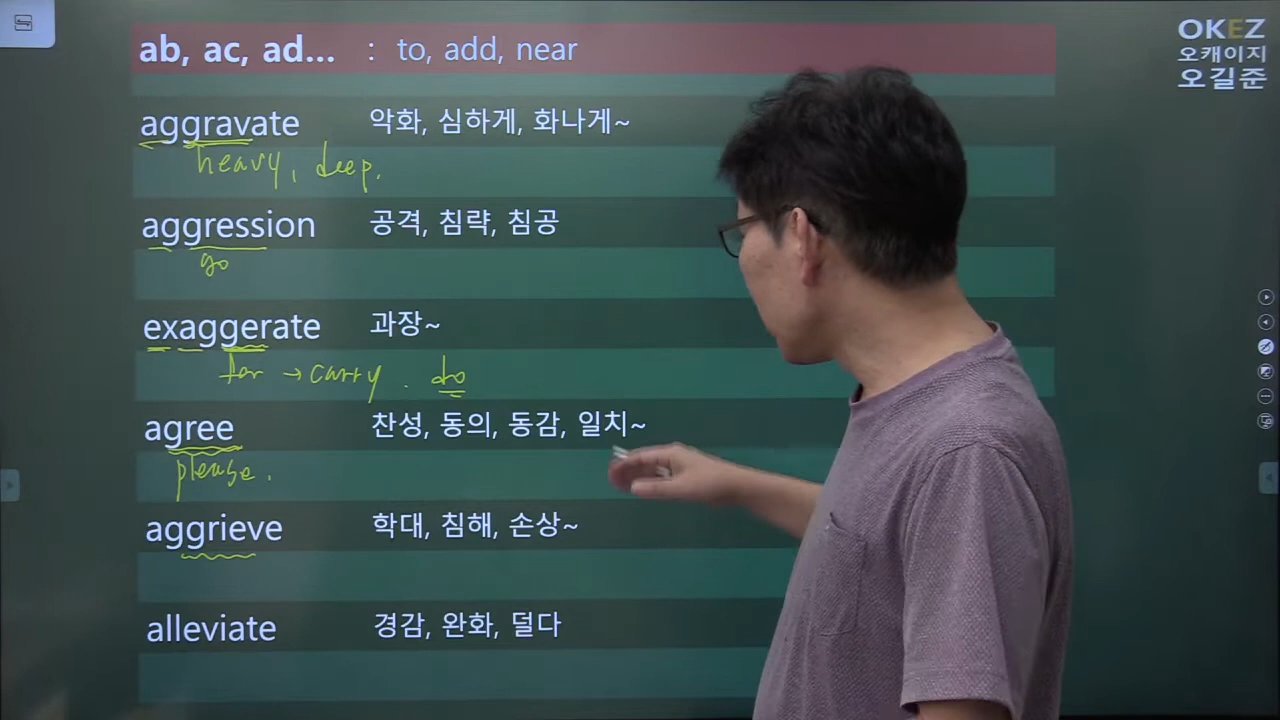 OKEZ
오캐이지
오길준
ab, ac, ad... : to, add, near
aggravate 악화, 심하게, 화나게~
heavy, deep.
aggression 공격, 침략, 침공
go
exaggerate 과장~
→ carry. do
agree 찬성, 동의, 동감, 일치~
please.
aggrieve 학대, 침해, 손상~
alleviate 경감, 완화, 덜다